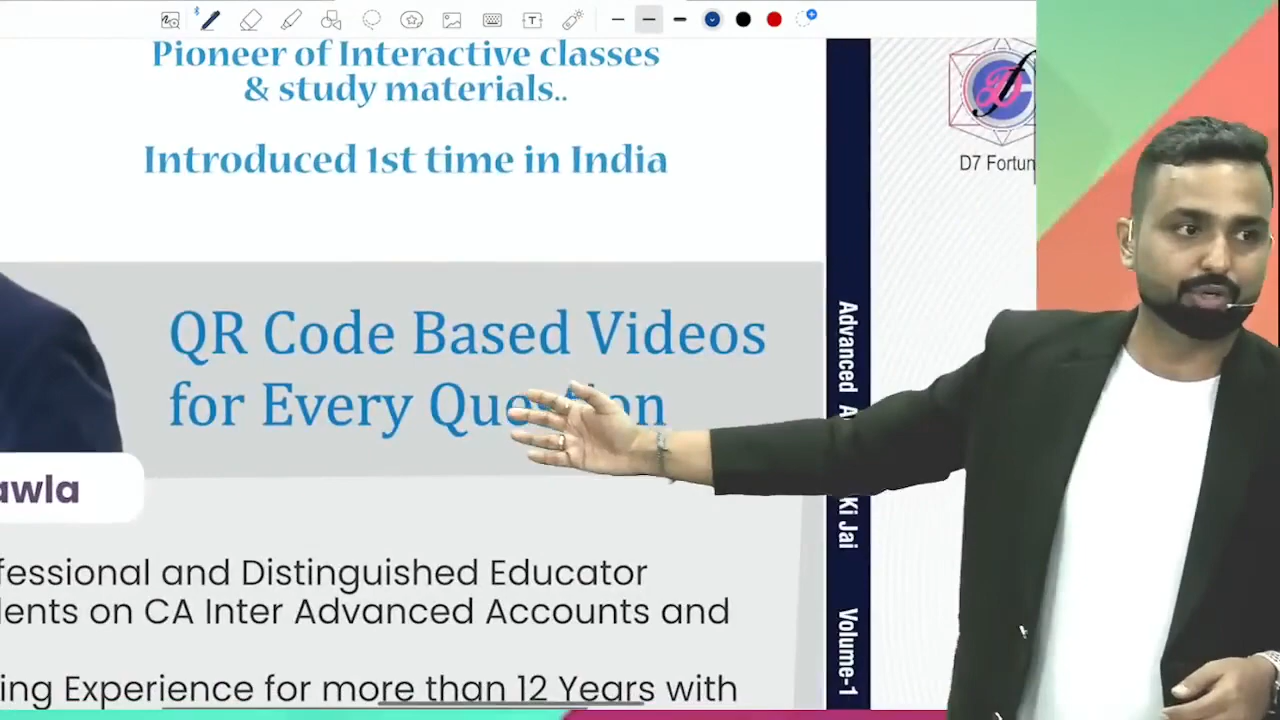 Pioneer of Interactive classes
& study materials..
Introduced 1st time in India
QR Code Based Videos
for Every Question
awla
fessional and Distinguished Educator
dents on CA Inter Advanced Accounts and
ing Experience for more than 12 Years with
Advanced A
Ki Jai
Volume-1
D7 Fortun